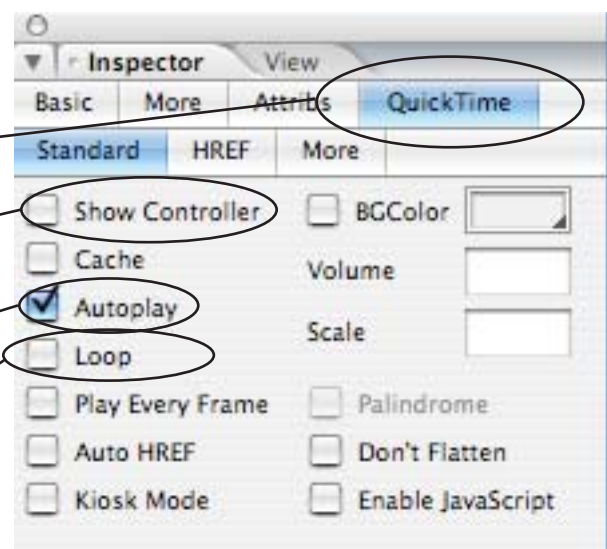 Inspector View
Basic More Attribs QuickTime
Standard HREF More
Show Controller BGColor
Cache Volume
Autoplay
Scale
Loop
Play Every Frame Palindrome
Auto HREF Don't Flatten
Kiosk Mode Enable JavaScript